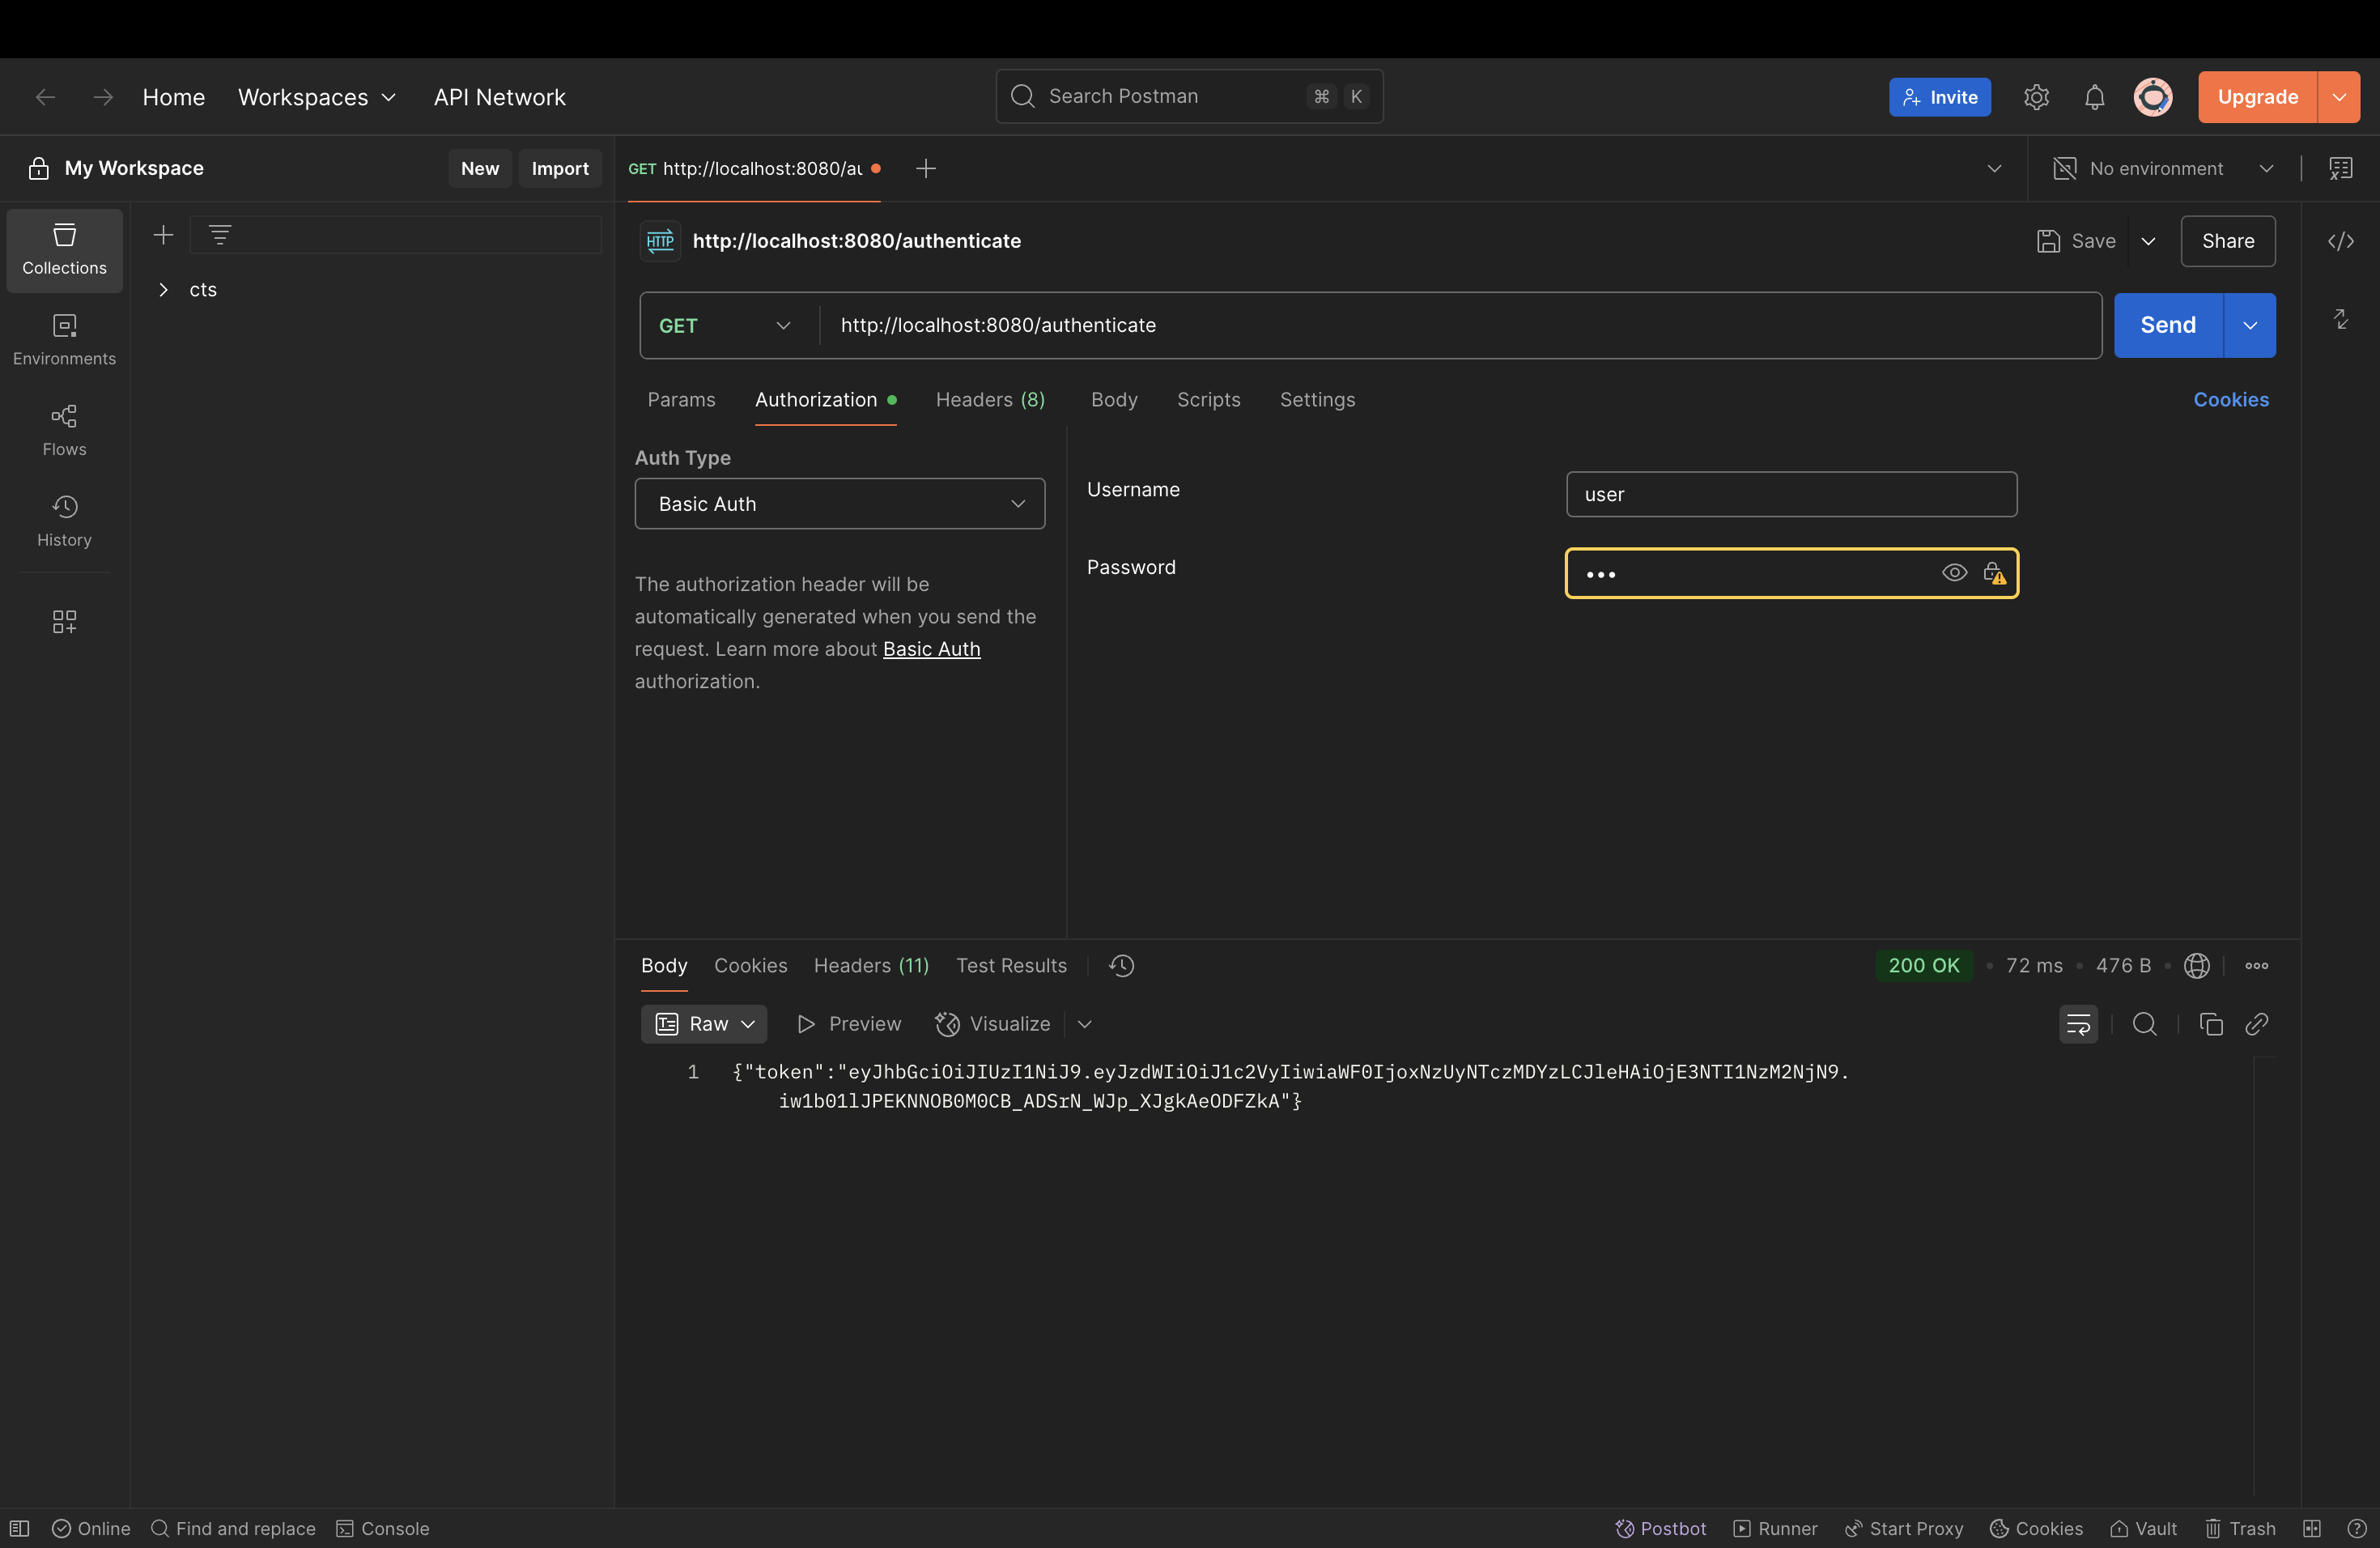 Home
Workspaces
API Network
Search Postman
⌘ K
Invite
Upgrade
My Workspace
New
Import
GET http://localhost:8080/au
No environment
Collections
cts
HTTP http://localhost:8080/authenticate
Save
Share
Environments
GET http://localhost:8080/authenticate
Send
Flows
Params
Authorization
Headers (8)
Body
Scripts
Settings
Cookies
History
Auth Type
Basic Auth
The authorization header will be
automatically generated when you send the
request. Learn more about Basic Auth
authorization.
Username
user
Password
•••
Body
Cookies
Headers (11)
Test Results
200 OK • 72 ms • 476 B •
Raw
Preview
Visualize
1 {"token":"eyJhbGciOiJIUzI1NiJ9.eyJzdWIiOiJ1c2VyIiwiaWF0IjoxNzUyNTczMDYzLCJleHAiOjE3NTI1NzM2NjN9.
iw1b01lJPEKNNOB0M0CB_ADSrN_WJp_XJgkAeODFZkA"}
Online
Find and replace
Console
Postbot
Runner
Start Proxy
Cookies
Vault
Trash